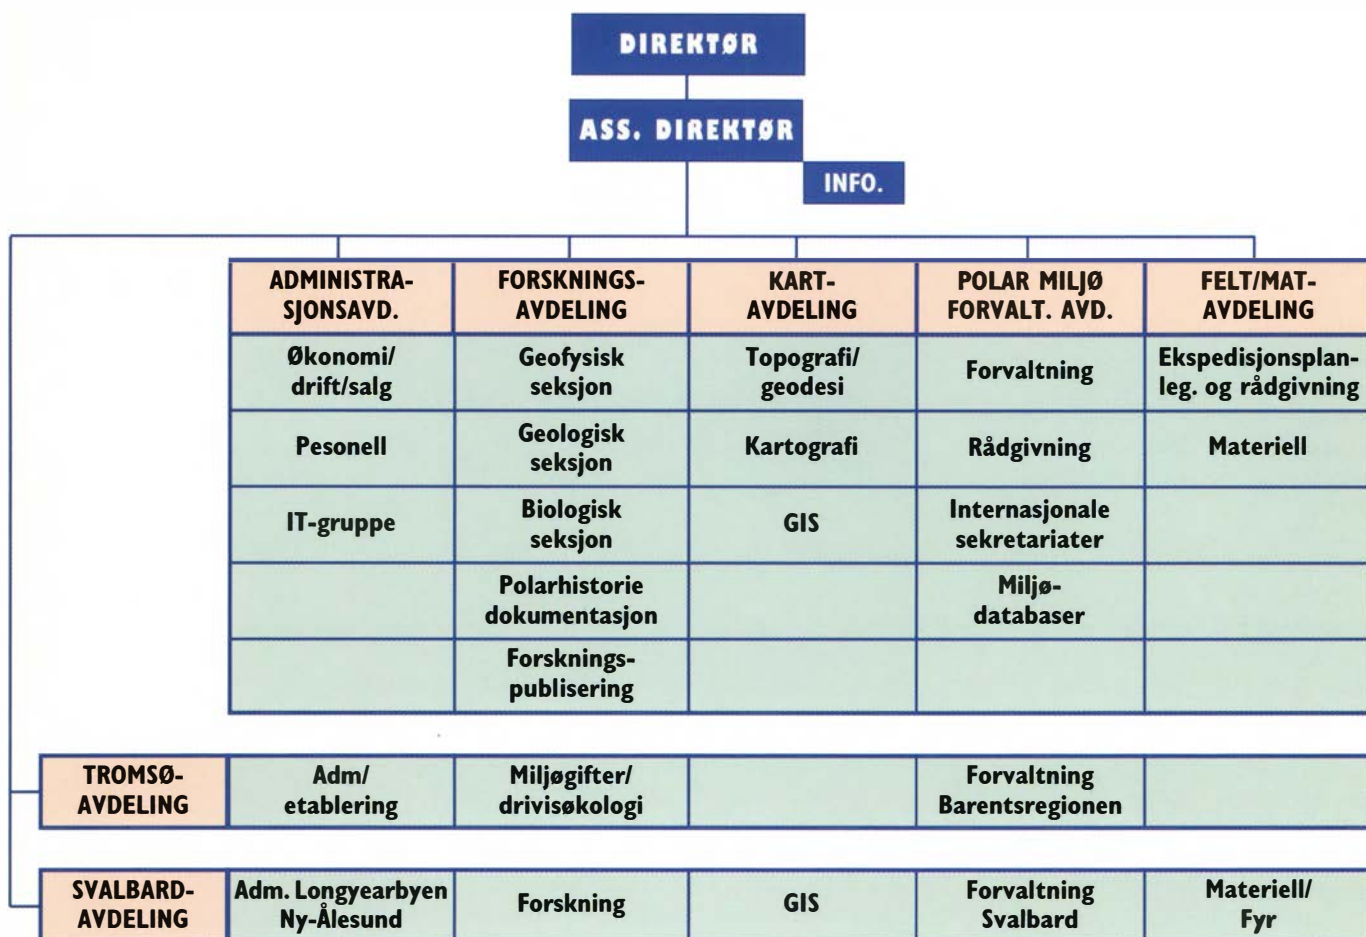 DIREKTØR
ASS. DIREKTØR
INFO.
ADMINISTRA-
SJONSAVD.
FORSKNINGS-
AVDELING
KART-
AVDELING
POLAR MILJØ
FORVALT. AVD.
FELT/MAT-
AVDELING
Økonomi/
drift/salg
Geofysisk
seksjon
Topografi/
geodesi
Forvaltning
Ekspedisjonsplan-
leg. og rådgivning
Pesonell
Geologisk
seksjon
Kartografi
Rådgivning
Materiell
IT-gruppe
Biologisk
seksjon
GIS
Internasjonale
sekretariater
Polarhistorie
dokumentasjon
Miljø-
databaser
Forsknings-
publisering
TROMSØ-
AVDELING
Adm/
etablering
Miljøgifter/
drivisøkologi
Forvaltning
Barentsregionen
SVALBARD-
AVDELING
Adm. Longyearbyen
Ny-Ålesund
Forskning
GIS
Forvaltning
Svalbard
Materiell/
Fyr